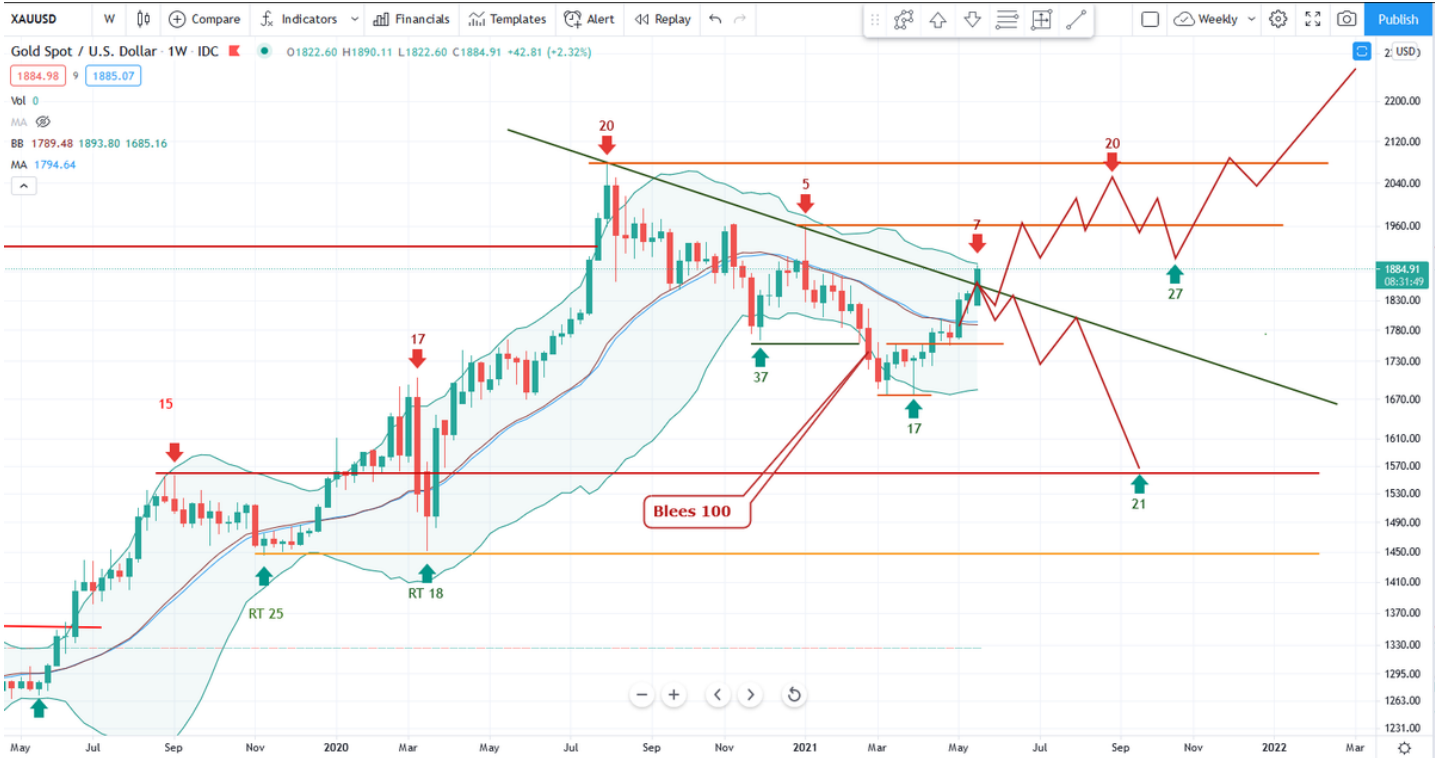 XAUUSD W Compare Indicators Financials Templates Alert Replay Weekly Publish
Gold Spot / U.S. Dollar · 1W · IDC O1822.60 H1890.11 L1822.60 C1884.91 +42.81 (+2.32%)
USD
1884.98 9 1885.07
Vol 0
MA
BB 1789.48 1893.80 1685.16
MA 1794.64
2200.00
2120.00
2040.00
1960.00
1884.91
08:31:49
1830.00
1780.00
1730.00
1670.00
1610.00
1570.00
1530.00
1490.00
1450.00
1410.00
1370.00
1330.00
1295.00
1263.00
1231.00
20
20
5
7
27
17
37
15
17
Blees 100
21
RT 18
RT 25
May Jul Sep Nov 2020 Mar May Jul Sep Nov 2021 Mar May Jul Sep Nov 2022 Mar